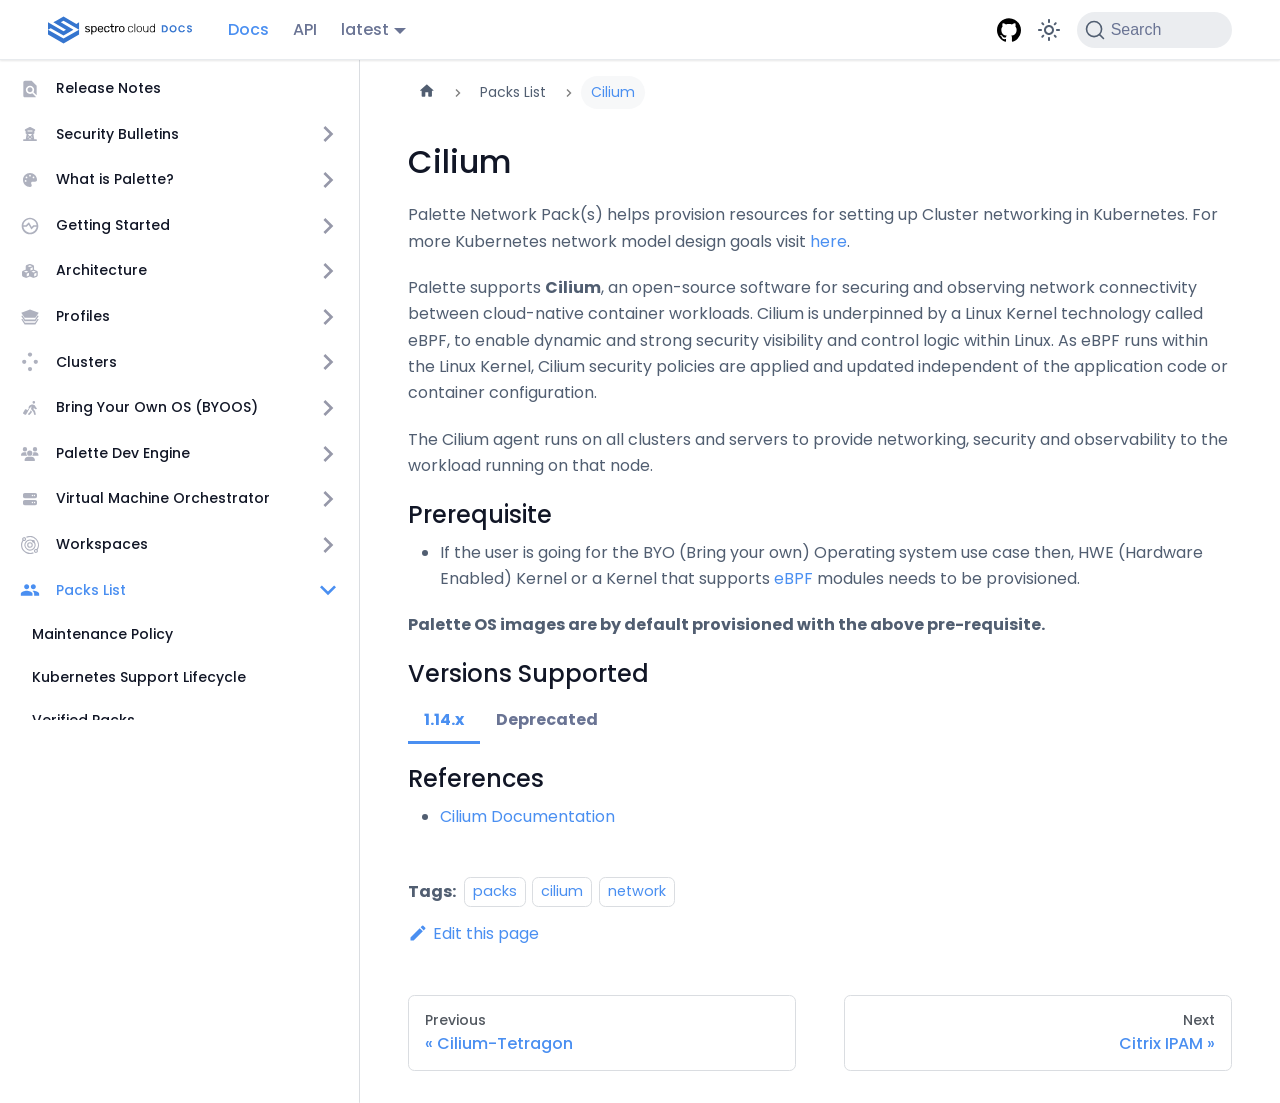 spectro cloud DOCS
Docs
API
latest
Search
Release Notes
Security Bulletins
What is Palette?
Getting Started
Architecture
Profiles
Clusters
Bring Your Own OS (BYOOS)
Palette Dev Engine
Virtual Machine Orchestrator
Workspaces
Packs List
Maintenance Policy
Kubernetes Support Lifecycle
Verified Packs
Packs List
Cilium
Cilium
Palette Network Pack(s) helps provision resources for setting up Cluster networking in Kubernetes. For
more Kubernetes network model design goals visit here.
Palette supports Cilium, an open-source software for securing and observing network connectivity
between cloud-native container workloads. Cilium is underpinned by a Linux Kernel technology called
eBPF, to enable dynamic and strong security visibility and control logic within Linux. As eBPF runs within
the Linux Kernel, Cilium security policies are applied and updated independent of the application code or
container configuration.
The Cilium agent runs on all clusters and servers to provide networking, security and observability to the
workload running on that node.
Prerequisite
If the user is going for the BYO (Bring your own) Operating system use case then, HWE (Hardware
Enabled) Kernel or a Kernel that supports eBPF modules needs to be provisioned.
Palette OS images are by default provisioned with the above pre-requisite.
Versions Supported
1.14.x
Deprecated
References
Cilium Documentation
Tags: packs cilium network
Edit this page
Previous
« Cilium-Tetragon
Next
Citrix IPAM »